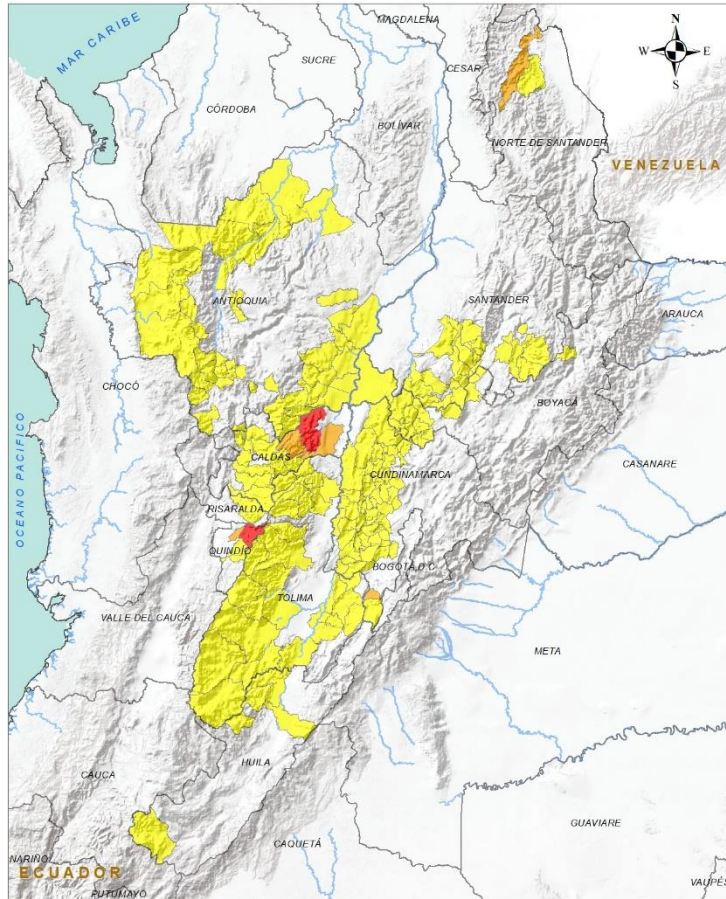 MAGDALENA
N
MAR CARIBE
SUCRE
CESAR
W
E
S
CÓRDOBA
BOLÍVAR
NORTE DE SANTANDER
VENEZUELA
ANTIOQUIA
SANTANDER
ARAUCA
CHOCÓ
BOYACÁ
CALDAS
CUNDINAMARCA
CASANARE
OCEANO PACIFICO
RISARALDA
QUINDÍO
BOGOTÁ, D.C.
TOLIMA
VALLE DEL CAUCA
META
HUILA
CAUCA
GUAVIARE
CAQUETÁ
NARIÑO
ECUADOR
VAUPÉS
PUTUMAYO